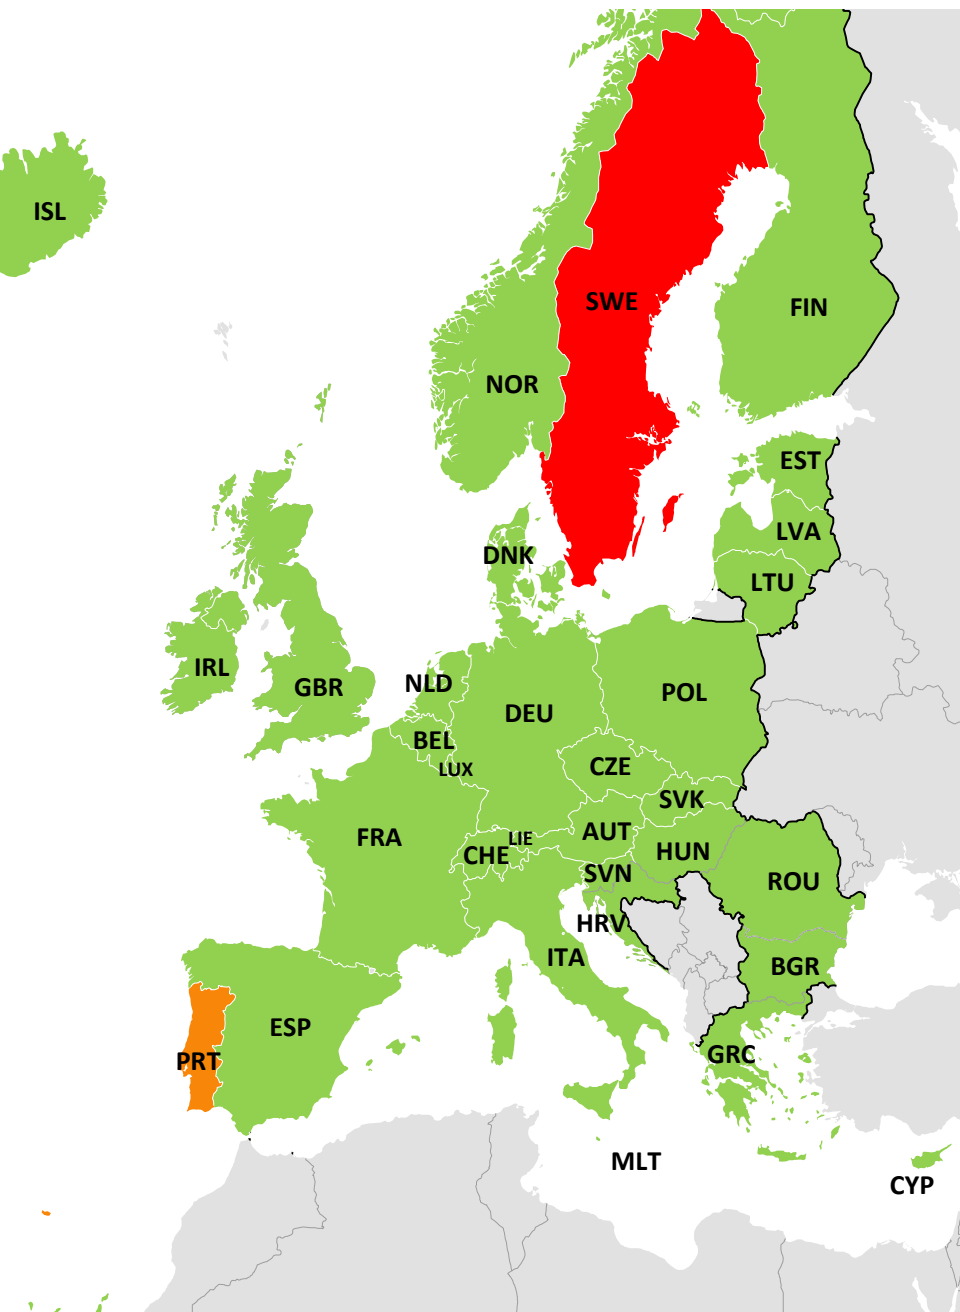 ISL
SWE
FIN
NOR
EST
LVA
DNK
LTU
IRL
GBR
NLD
POL
DEU
BEL
LUX
CZE
SVK
FRA
AUT
LIE
CHE
HUN
SVN
ROU
HRV
ITA
BGR
ESP
GRC
PRT
MLT
CYP